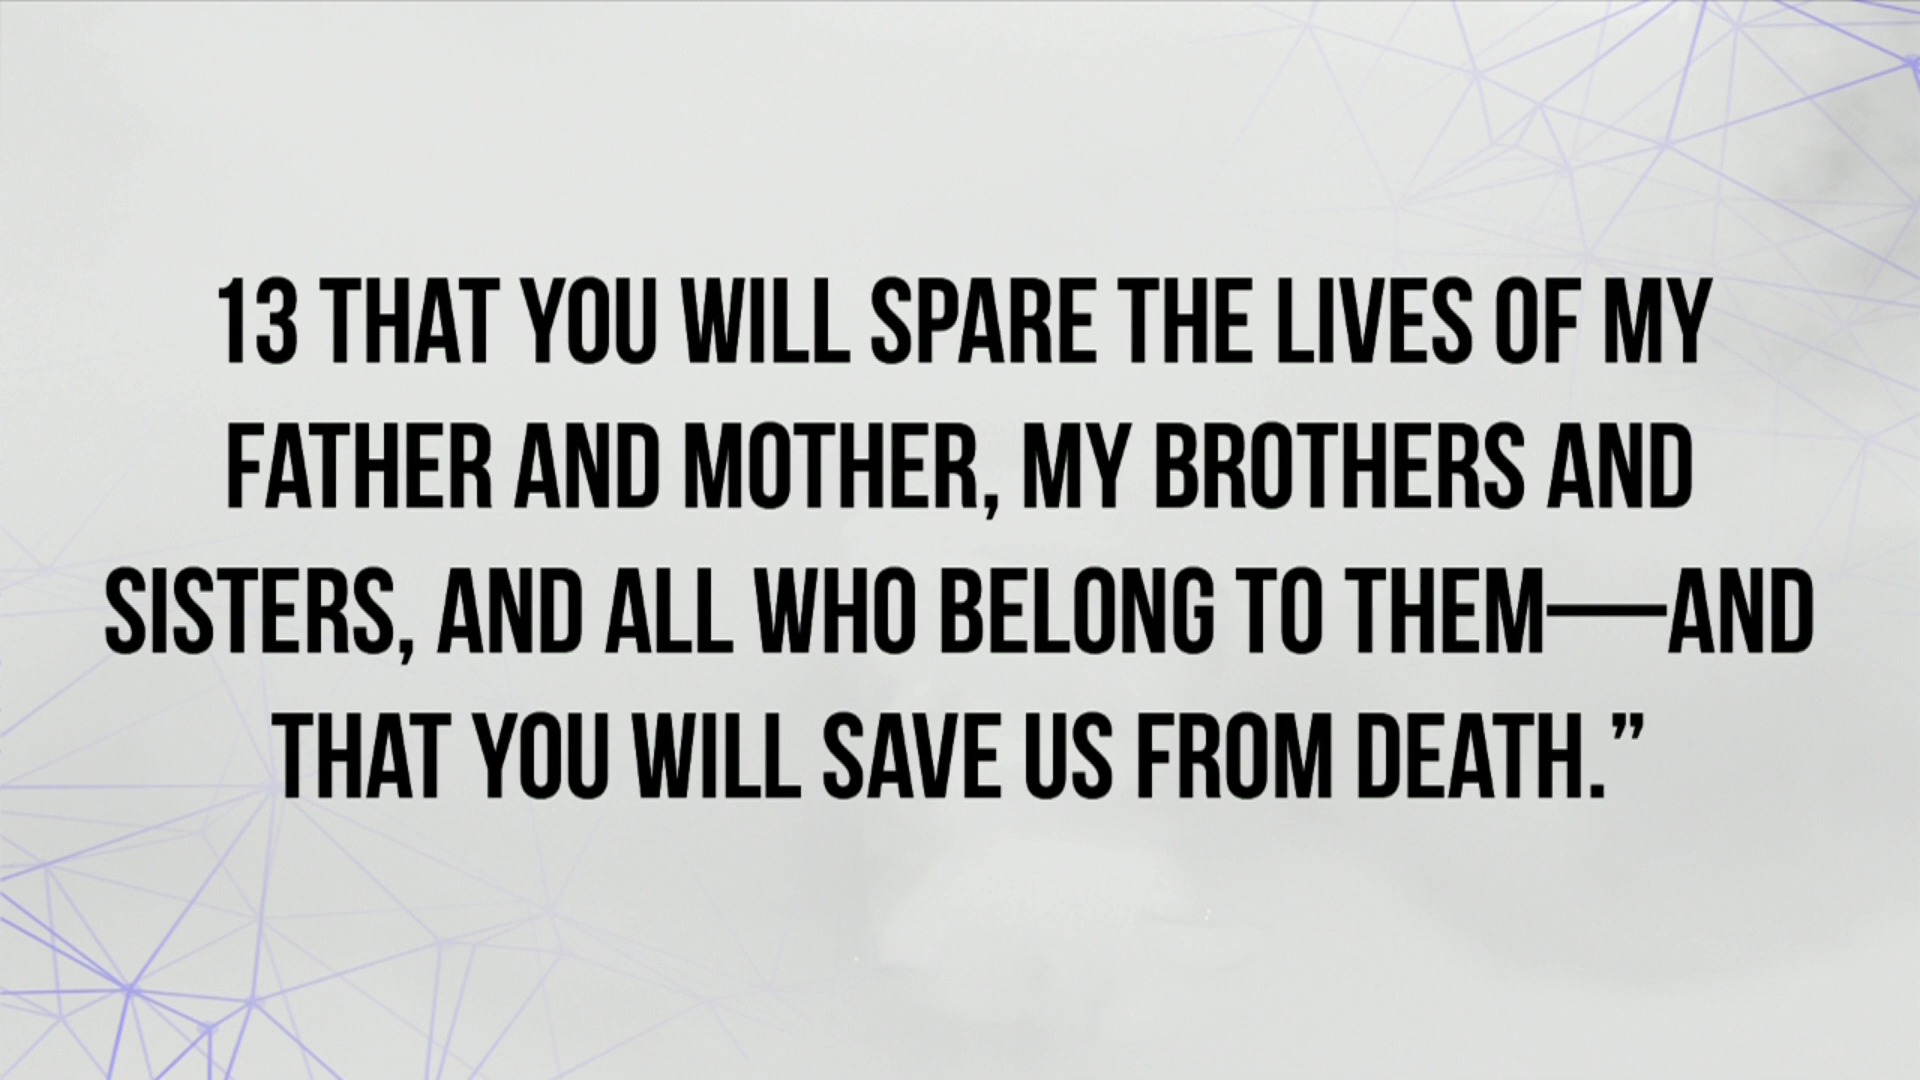 13 THAT YOU WILL SPARE THE LIVES OF MY
FATHER AND MOTHER, MY BROTHERS AND
SISTERS, AND ALL WHO BELONG TO THEM—AND
THAT YOU WILL SAVE US FROM DEATH.”